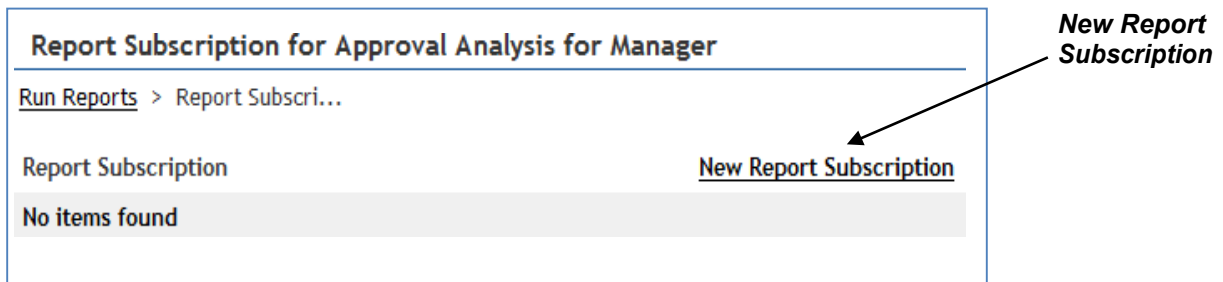 Report Subscription for Approval Analysis for Manager
New Report
Subscription
Run Reports > Report Subscri...
Report Subscription
New Report Subscription
No items found